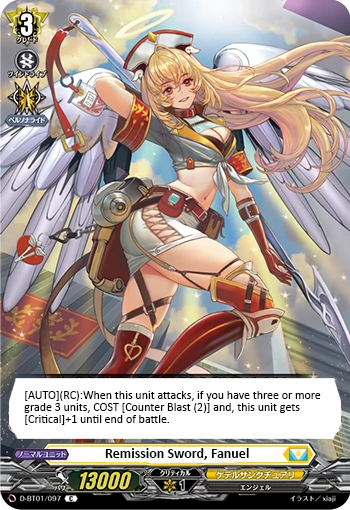 3
グレード
ツインドライブ
ペルソナライド
[AUTO](RC):When this unit attacks, if you have three or more
grade 3 units, COST [Counter Blast (2)] and, this unit gets
[Critical]+1 until end of battle.
ノーマルユニット
Remission Sword, Fanuel
パワー 13000
クリティカル
1
ケテルサンクチュアリ
エンジェル
D-BT01/097 C
イラスト／xiaji